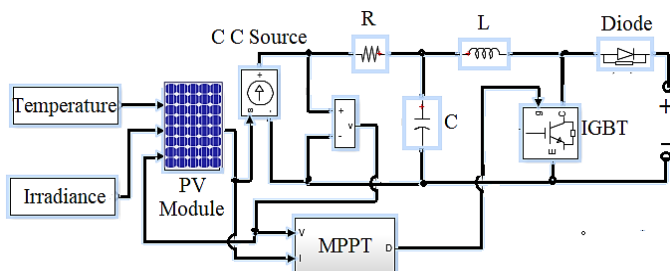 C C Source
R
L
Diode
Temperature
Irradiance
PV
Module
+
s
-
+
-
v
C
g
C
E
IGBT
+
−
V
I
MPPT
D